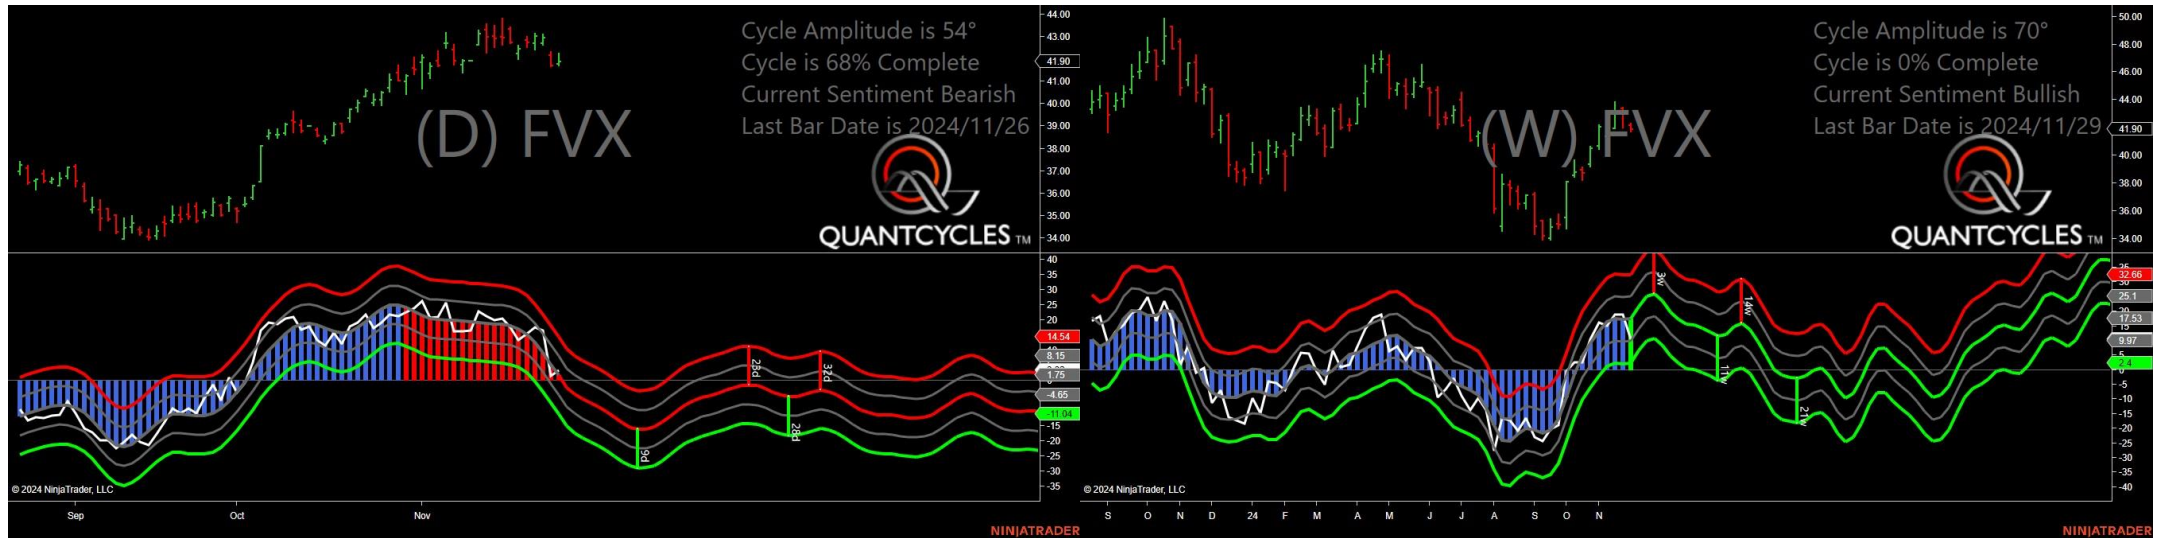 Cycle Amplitude is 54°
Cycle is 68% Complete
Current Sentiment Bearish
Last Bar Date is 2024/11/26
(D) FVX
QUANTCYCLES TM
44.00
43.00
41.90
41.00
40.00
39.00
38.00
37.00
36.00
35.00
34.00
40
35
30
25
20
14.54
8.15
1.75
-4.65
-11.04
-15
-20
-25
-30
-35
9d
23d
28d
32d
© 2024 NinjaTrader, LLC
Sep Oct Nov
NINJATRADER
Cycle Amplitude is 70°
Cycle is 0% Complete
Current Sentiment Bullish
Last Bar Date is 2024/11/29
(W) FVX
QUANTCYCLES TM
50.00
48.00
46.00
44.00
41.90
40.00
38.00
36.00
34.00
32.66
30
25.1
17.53
15
9.97
5
2.4
-5
-10
-15
-20
-25
-30
-35
-40
3w
11w
14w
21w
© 2024 NinjaTrader, LLC
S O N D 24 F M A M J J A S O N
NINJATRADER